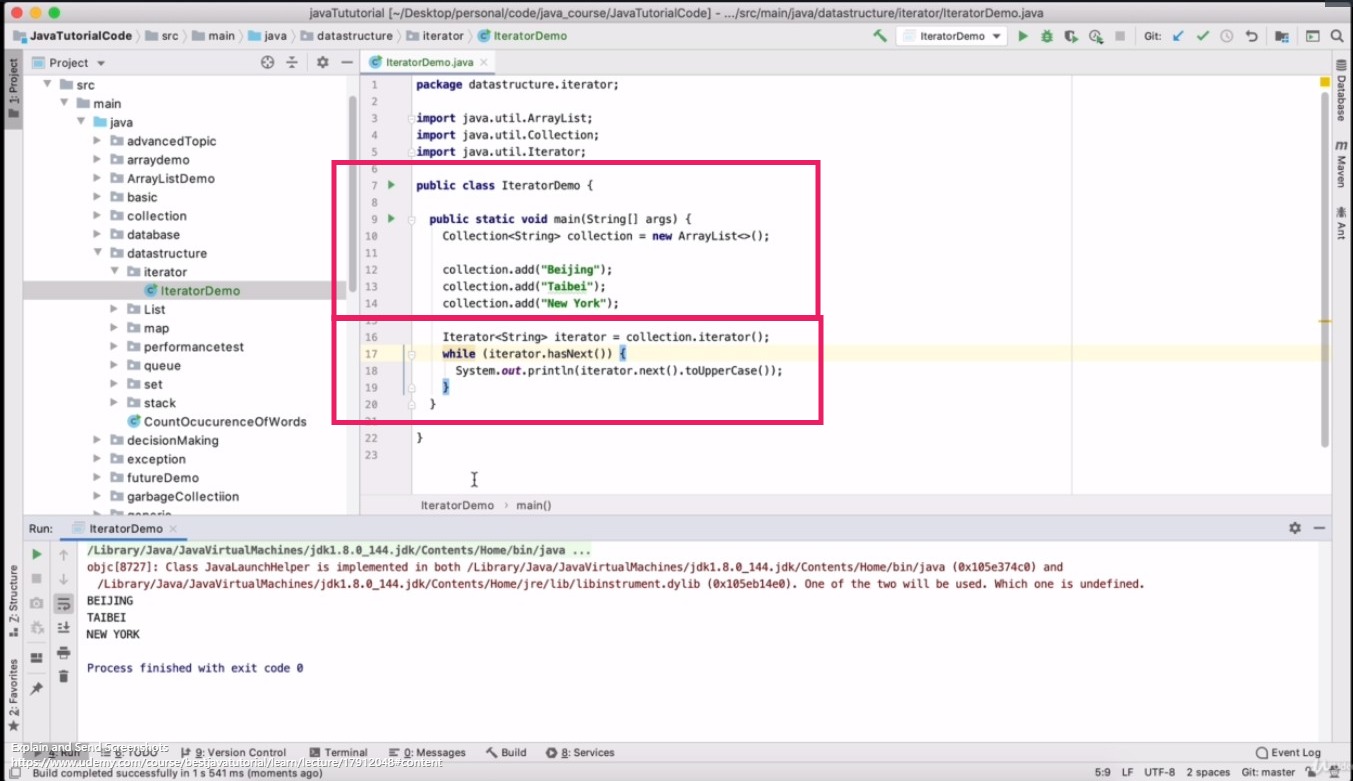 javaTututorial [~/Desktop/personal/code/java_course/JavaTutorialCode] - .../src/main/java/datastructure/iterator/IteratorDemo.java
JavaTutorialCode src main java datastructure iterator IteratorDemo
IteratorDemo
Git:
1: Project
Project
src
main
java
advancedTopic
arraydemo
ArrayListDemo
basic
collection
database
datastructure
iterator
IteratorDemo
List
map
performancetest
queue
set
stack
CountOcucurenceOfWords
decisionMaking
exception
futureDemo
garbageCollectiion
generic
IteratorDemo.java
1 package datastructure.iterator;
2
3 import java.util.ArrayList;
4 import java.util.Collection;
5 import java.util.Iterator;
6
7 public class IteratorDemo {
8
9 public static void main(String[] args) {
10 Collection<String> collection = new ArrayList<>();
11
12 collection.add("Beijing");
13 collection.add("Taibei");
14 collection.add("New York");
15
16 Iterator<String> iterator = collection.iterator();
17 while (iterator.hasNext()) {
18 System.out.println(iterator.next().toUpperCase());
19 }
20 }
21
22 }
23
IteratorDemo › main()
Database
m Maven
Ant
Run: IteratorDemo
/Library/Java/JavaVirtualMachines/jdk1.8.0_144.jdk/Contents/Home/bin/java ...
objc[8727]: Class JavaLaunchHelper is implemented in both /Library/Java/JavaVirtualMachines/jdk1.8.0_144.jdk/Contents/Home/bin/java (0x105e374c0) and
/Library/Java/JavaVirtualMachines/jdk1.8.0_144.jdk/Contents/Home/jre/lib/libinstrument.dylib (0x105eb14e0). One of the two will be used. Which one is undefined.
BEIJING
TAIBEI
NEW YORK
Process finished with exit code 0
Z: Structure
2: Favorites
4: Run 6: TODO 9: Version Control Terminal 0: Messages Build 8: Services Event Log
Explain and Send Screenshots
https://www.udemy.com/course/bestjavatutorial/learn/lecture/17912048#content
Build completed successfully in 1 s 541 ms (moments ago) 5:9 LF UTF-8 2 spaces Git: master